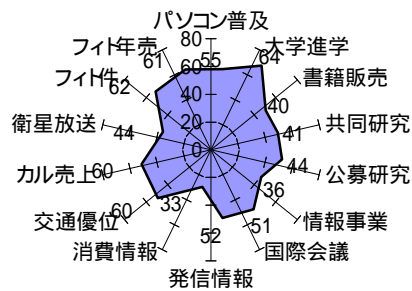 パソコン普及
80
フィト年売
大学進学
61
60
55
64
フィト件
書籍販売
62
40
40
衛星放送
44
20
41
共同研究
0
カル売上
60
44
公募研究
36
交通優位
60
33
情報事業
消費情報
52
51
国際会議
発信情報